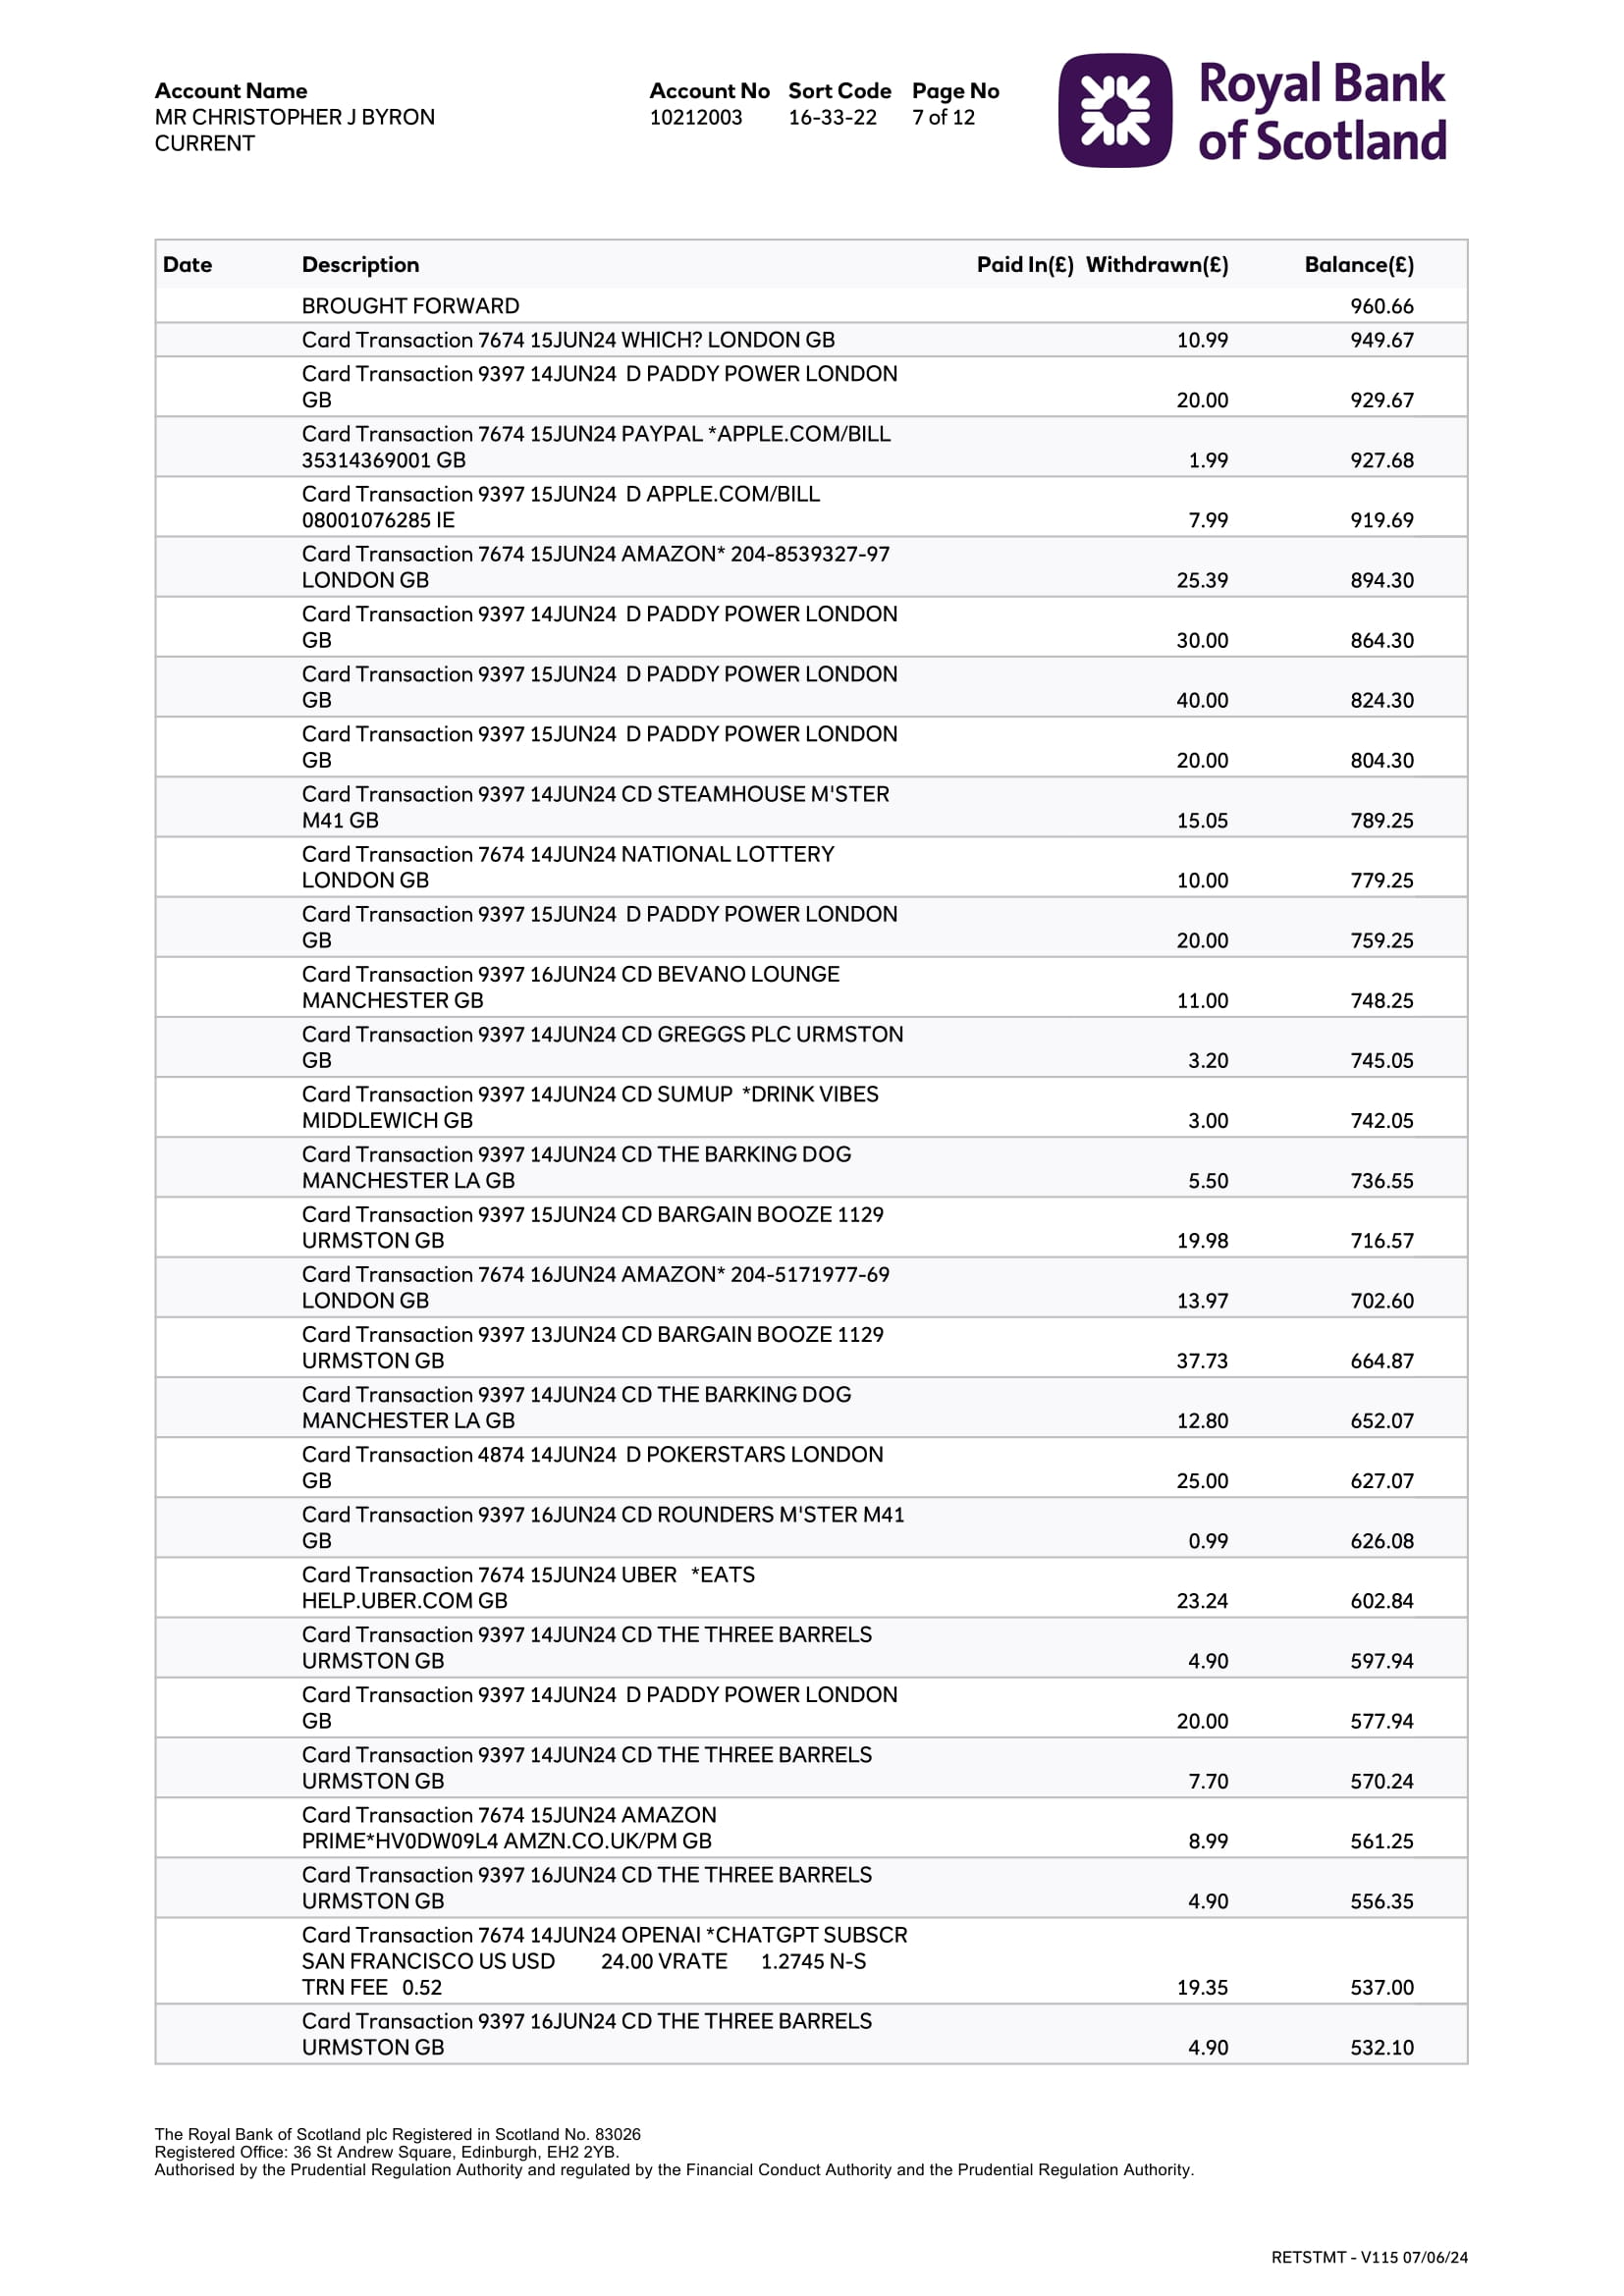 Account Name
MR CHRISTOPHER J BYRON
CURRENT
Account No Sort Code Page No
10212003 16-33-22 7 of 12
Royal Bank
of Scotland
Date Description Paid In(£) Withdrawn(£) Balance(£)
BROUGHT FORWARD 960.66
Card Transaction 7674 15JUN24 WHICH? LONDON GB 10.99 949.67
Card Transaction 9397 14JUN24 D PADDY POWER LONDON
GB 20.00 929.67
Card Transaction 7674 15JUN24 PAYPAL *APPLE.COM/BILL
35314369001 GB 1.99 927.68
Card Transaction 9397 15JUN24 D APPLE.COM/BILL
08001076285 IE 7.99 919.69
Card Transaction 7674 15JUN24 AMAZON* 204-8539327-97
LONDON GB 25.39 894.30
Card Transaction 9397 14JUN24 D PADDY POWER LONDON
GB 30.00 864.30
Card Transaction 9397 15JUN24 D PADDY POWER LONDON
GB 40.00 824.30
Card Transaction 9397 15JUN24 D PADDY POWER LONDON
GB 20.00 804.30
Card Transaction 9397 14JUN24 CD STEAMHOUSE M'STER
M41 GB 15.05 789.25
Card Transaction 7674 14JUN24 NATIONAL LOTTERY
LONDON GB 10.00 779.25
Card Transaction 9397 15JUN24 D PADDY POWER LONDON
GB 20.00 759.25
Card Transaction 9397 16JUN24 CD BEVANO LOUNGE
MANCHESTER GB 11.00 748.25
Card Transaction 9397 14JUN24 CD GREGGS PLC URMSTON
GB 3.20 745.05
Card Transaction 9397 14JUN24 CD SUMUP *DRINK VIBES
MIDDLEWICH GB 3.00 742.05
Card Transaction 9397 14JUN24 CD THE BARKING DOG
MANCHESTER LA GB 5.50 736.55
Card Transaction 9397 15JUN24 CD BARGAIN BOOZE 1129
URMSTON GB 19.98 716.57
Card Transaction 7674 16JUN24 AMAZON* 204-5171977-69
LONDON GB 13.97 702.60
Card Transaction 9397 13JUN24 CD BARGAIN BOOZE 1129
URMSTON GB 37.73 664.87
Card Transaction 9397 14JUN24 CD THE BARKING DOG
MANCHESTER LA GB 12.80 652.07
Card Transaction 4874 14JUN24 D POKERSTARS LONDON
GB 25.00 627.07
Card Transaction 9397 16JUN24 CD ROUNDERS M'STER M41
GB 0.99 626.08
Card Transaction 7674 15JUN24 UBER *EATS
HELP.UBER.COM GB 23.24 602.84
Card Transaction 9397 14JUN24 CD THE THREE BARRELS
URMSTON GB 4.90 597.94
Card Transaction 9397 14JUN24 D PADDY POWER LONDON
GB 20.00 577.94
Card Transaction 9397 14JUN24 CD THE THREE BARRELS
URMSTON GB 7.70 570.24
Card Transaction 7674 15JUN24 AMAZON
PRIME*HV0DW09L4 AMZN.CO.UK/PM GB 8.99 561.25
Card Transaction 9397 16JUN24 CD THE THREE BARRELS
URMSTON GB 4.90 556.35
Card Transaction 7674 14JUN24 OPENAI *CHATGPT SUBSCR
SAN FRANCISCO US USD 24.00 VRATE 1.2745 N-S
TRN FEE 0.52 19.35 537.00
Card Transaction 9397 16JUN24 CD THE THREE BARRELS
URMSTON GB 4.90 532.10
The Royal Bank of Scotland plc Registered in Scotland No. 83026
Registered Office: 36 St Andrew Square, Edinburgh, EH2 2YB.
Authorised by the Prudential Regulation Authority and regulated by the Financial Conduct Authority and the Prudential Regulation Authority.
RETSTMT - V115 07/06/24